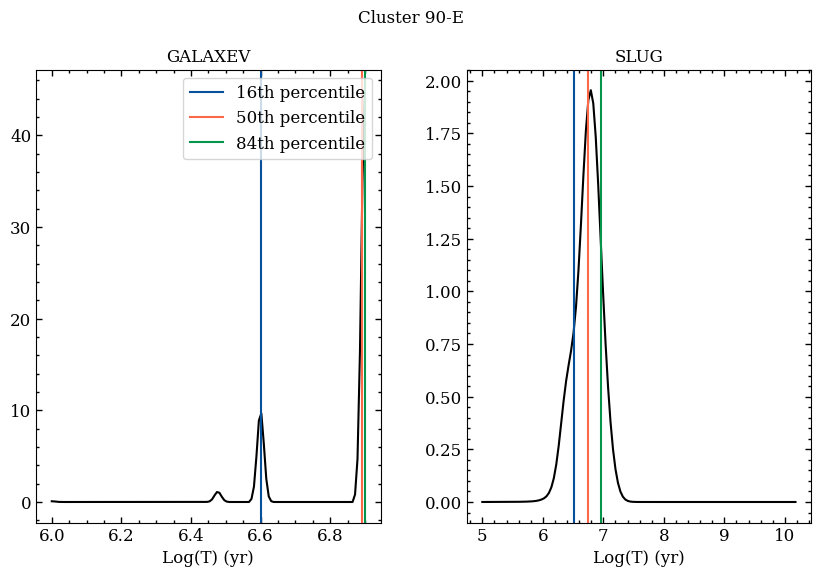 Cluster 90-E
GALAXEV
SLUG
16th percentile
50th percentile
84th percentile
40
30
20
10
0
6.0 6.2 6.4 6.6 6.8
Log(T) (yr)
2.00
1.75
1.50
1.25
1.00
0.75
0.50
0.25
0.00
5 6 7 8 9 10
Log(T) (yr)